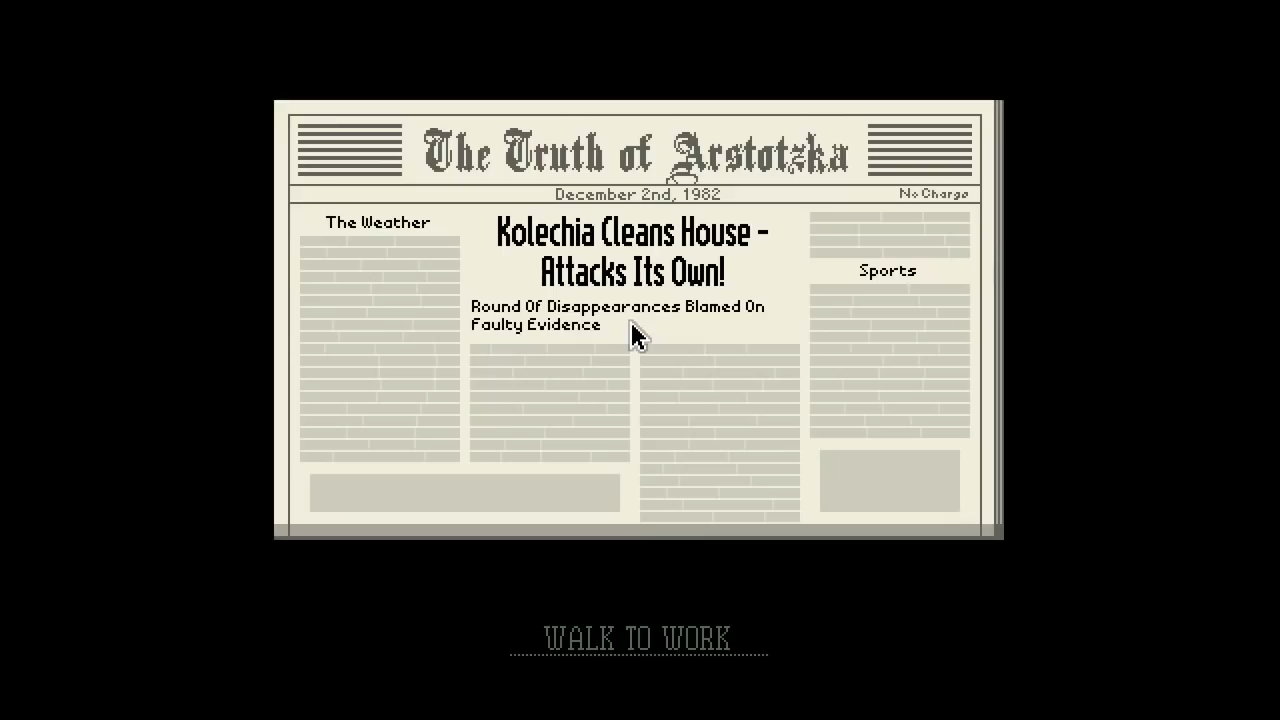 The Truth of Arstotzka
December 2nd, 1982
No Charge
The Weather
Kolechia Cleans House -
Attacks Its Own!
Round Of Disappearances Blamed On
Faulty Evidence
Sports
WALK TO WORK